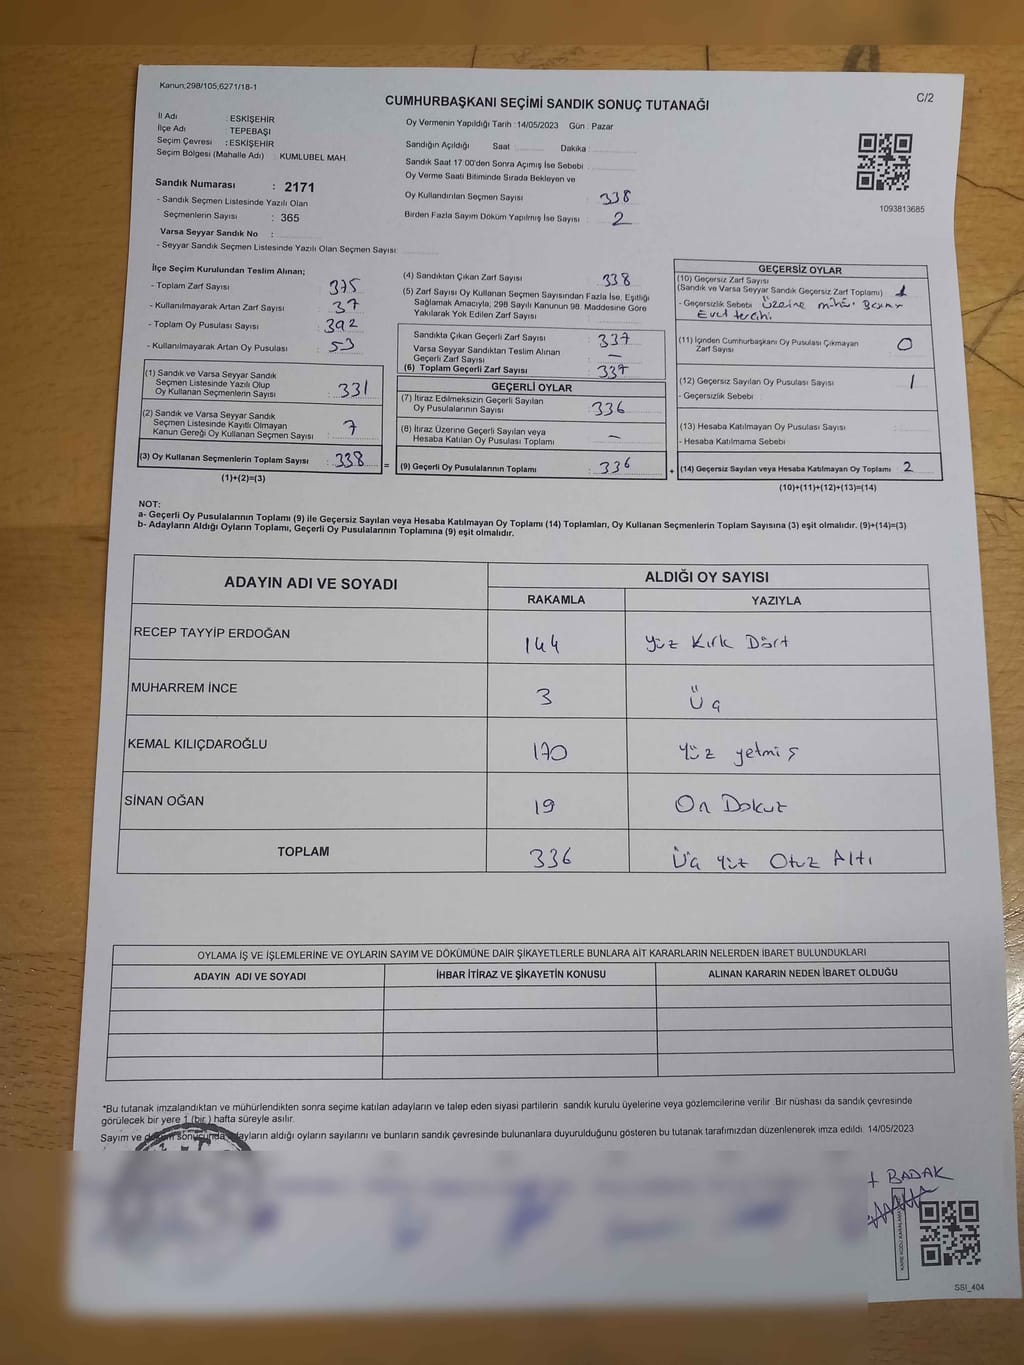 Kanun;298/105,6271/18-1
C/2
CUMHURBAŞKANI SEÇİMİ SANDIK SONUÇ TUTANAĞI
İl Adı : ESKİŞEHİR
İlçe Adı : TEPEBAŞI
Seçim Çevresi : ESKİŞEHİR
Seçim Bölgesi (Mahalle Adı) : KUMLUBEL MAH.
Sandık Numarası : 2171
- Sandık Seçmen Listesinde Yazılı Olan
Seçmenlerin Sayısı : 365
Varsa Seyyar Sandık No :
- Seyyar Sandık Seçmen Listesinde Yazılı Olan Seçmen Sayısı:
Oy Vermenin Yapıldığı Tarih :14/05/2023 Gün : Pazar
Sandığın Açıldığı Saat Dakika :
Sandık Saat 17:00'den Sonra Açımış İse Sebebi :
Oy Verme Saati Bitiminde Sırada Bekleyen ve
Oy Kullandırılan Seçmen Sayısı : 338
Birden Fazla Sayım Döküm Yapılmış İse Sayısı : 2
1093813685
İlçe Seçim Kurulundan Teslim Alınan;
- Toplam Zarf Sayısı : 375
- Kullanılmayarak Artan Zarf Sayısı : 37
- Toplam Oy Pusulası Sayısı : 392
- Kullanılmayarak Artan Oy Pusulası : 53
(1) Sandık ve Varsa Seyyar Sandık
Seçmen Listesinde Yazılı Olup
Oy Kullanan Seçmenlerin Sayısı : 331
(2) Sandık ve Varsa Seyyar Sandık
Seçmen Listesinde Kayıtlı Olmayan
Kanun Gereği Oy Kullanan Seçmen Sayısı : 7
(3) Oy Kullanan Seçmenlerin Toplam Sayısı : 338
(1)+(2)=(3)
(4) Sandıktan Çıkan Zarf Sayısı : 338
(5) Zarf Sayısı Oy Kullanan Seçmen Sayısından Fazla İse, Eşitliği
Sağlamak Amacıyla, 298 Sayılı Kanunun 98. Maddesine Göre
Yakılarak Yok Edilen Zarf Sayısı :
Sandıkta Çıkan Geçerli Zarf Sayısı : 337
Varsa Seyyar Sandıktan Teslim Alınan
Geçerli Zarf Sayısı : —
(6) Toplam Geçerli Zarf Sayısı : 337
GEÇERLİ OYLAR
(7) İtiraz Edilmeksizin Geçerli Sayılan
Oy Pusulalarının Sayısı : 336
(8) İtiraz Üzerine Geçerli Sayılan veya
Hesaba Katılan Oy Pusulası Toplamı : —
= (9) Geçerli Oy Pusulalarının Toplamı : 336
GEÇERSİZ OYLAR
(10) Geçersiz Zarf Sayısı
(Sandık ve Varsa Seyyar Sandık Geçersiz Zarf Toplamı) : 1
- Geçersizlik Sebebi : Üzerine mühür
Evet tercihi
(11) İçinden Cumhurbaşkanı Oy Pusulası Çıkmayan
Zarf Sayısı : 0
(12) Geçersiz Sayılan Oy Pusulası Sayısı : 1
- Geçersizlik Sebebi :
(13) Hesaba Katılmayan Oy Pusulası Sayısı :
- Hesaba Katılmama Sebebi
+ (14) Geçersiz Sayılan veya Hesaba Katılmayan Oy Toplamı : 2
(10)+(11)+(12)+(13)=(14)
NOT:
a- Geçerli Oy Pusulalarının Toplamı (9) ile Geçersiz Sayılan veya Hesaba Katılmayan Oy Toplamı (14) Toplamları, Oy Kullanan Seçmenlerin Toplam Sayısına (3) eşit olmalıdır. (9)+(14)=(3)
b- Adayların Aldığı Oyların Toplamı, Geçerli Oy Pusulalarının Toplamına (9) eşit olmalıdır.
ADAYIN ADI VE SOYADI ALDIĞI OY SAYISI
RAKAMLA YAZIYLA
RECEP TAYYİP ERDOĞAN 144 Yüz Kırk Dört
MUHARREM İNCE 3 Üç
KEMAL KILIÇDAROĞLU 170 Yüz yetmiş
SİNAN OĞAN 19 On Dokuz
TOPLAM 336 Üç Yüz Otuz Altı
OYLAMA İŞ VE İŞLEMLERİNE VE OYLARIN SAYIM VE DÖKÜMÜNE DAİR ŞİKAYETLERLE BUNLARA AİT KARARLARIN NELERDEN İBARET BULUNDUKLARI
ADAYIN ADI VE SOYADI İHBAR İTİRAZ VE ŞİKAYETİN KONUSU ALINAN KARARIN NEDEN İBARET OLDUĞU
*Bu tutanak imzalandıktan ve mühürlendikten sonra seçime katılan adayların ve talep eden siyasi partilerin sandık kurulu üyelerine veya gözlemcilerine verilir. Bir nüshası da sandık çevresinde
görülecek bir yere 1 (bir ) hafta süreyle asılır.
Sayım ve döküm sonucunda adayların aldığı oyların sayılarını ve bunların sandık çevresinde bulunanlara duyurulduğunu gösteren bu tutanak tarafımızdan düzenlenerek imza edildi. 14/05/2023
BADAK
SSI_404